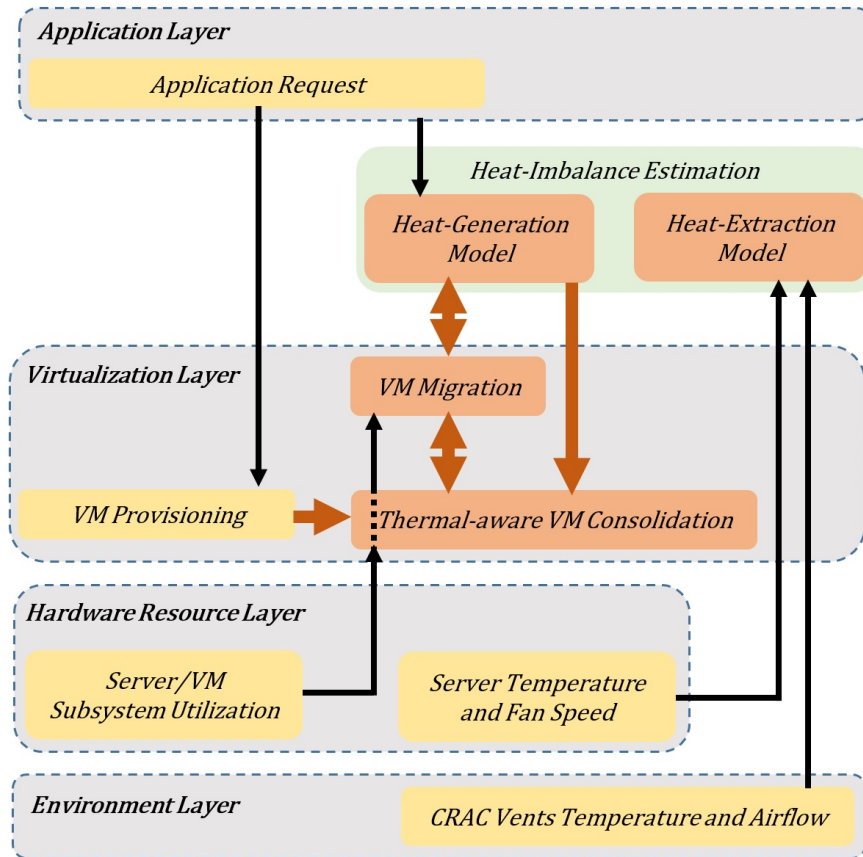 Application Layer
Application Request
Heat-Imbalance Estimation
Heat-Generation
Model
Heat-Extraction
Model
Virtualization Layer
VM Migration
VM Provisioning
Thermal-aware VM Consolidation
Hardware Resource Layer
Server/VM
Subsystem Utilization
Server Temperature
and Fan Speed
Environment Layer
CRAC Vents Temperature and Airflow